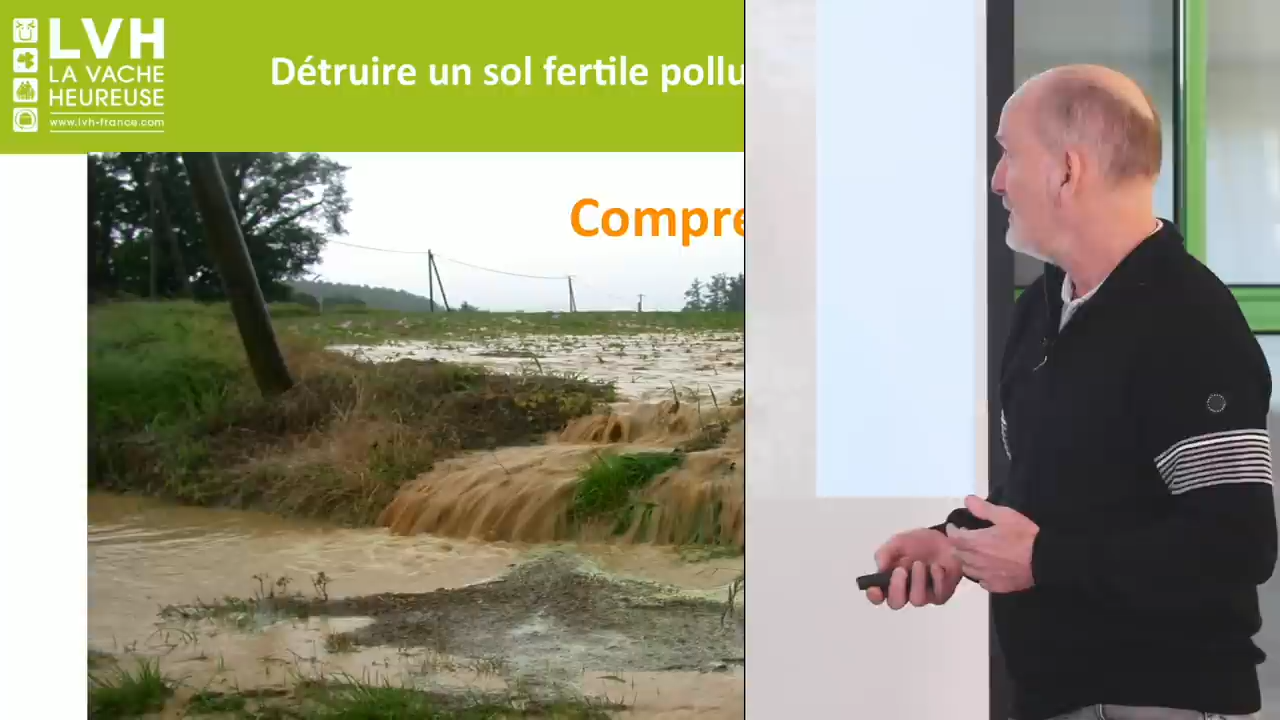 LVH
LA VACHE
HEUREUSE
www.lvh-france.com
Détruire un sol fertile pollu
Compre